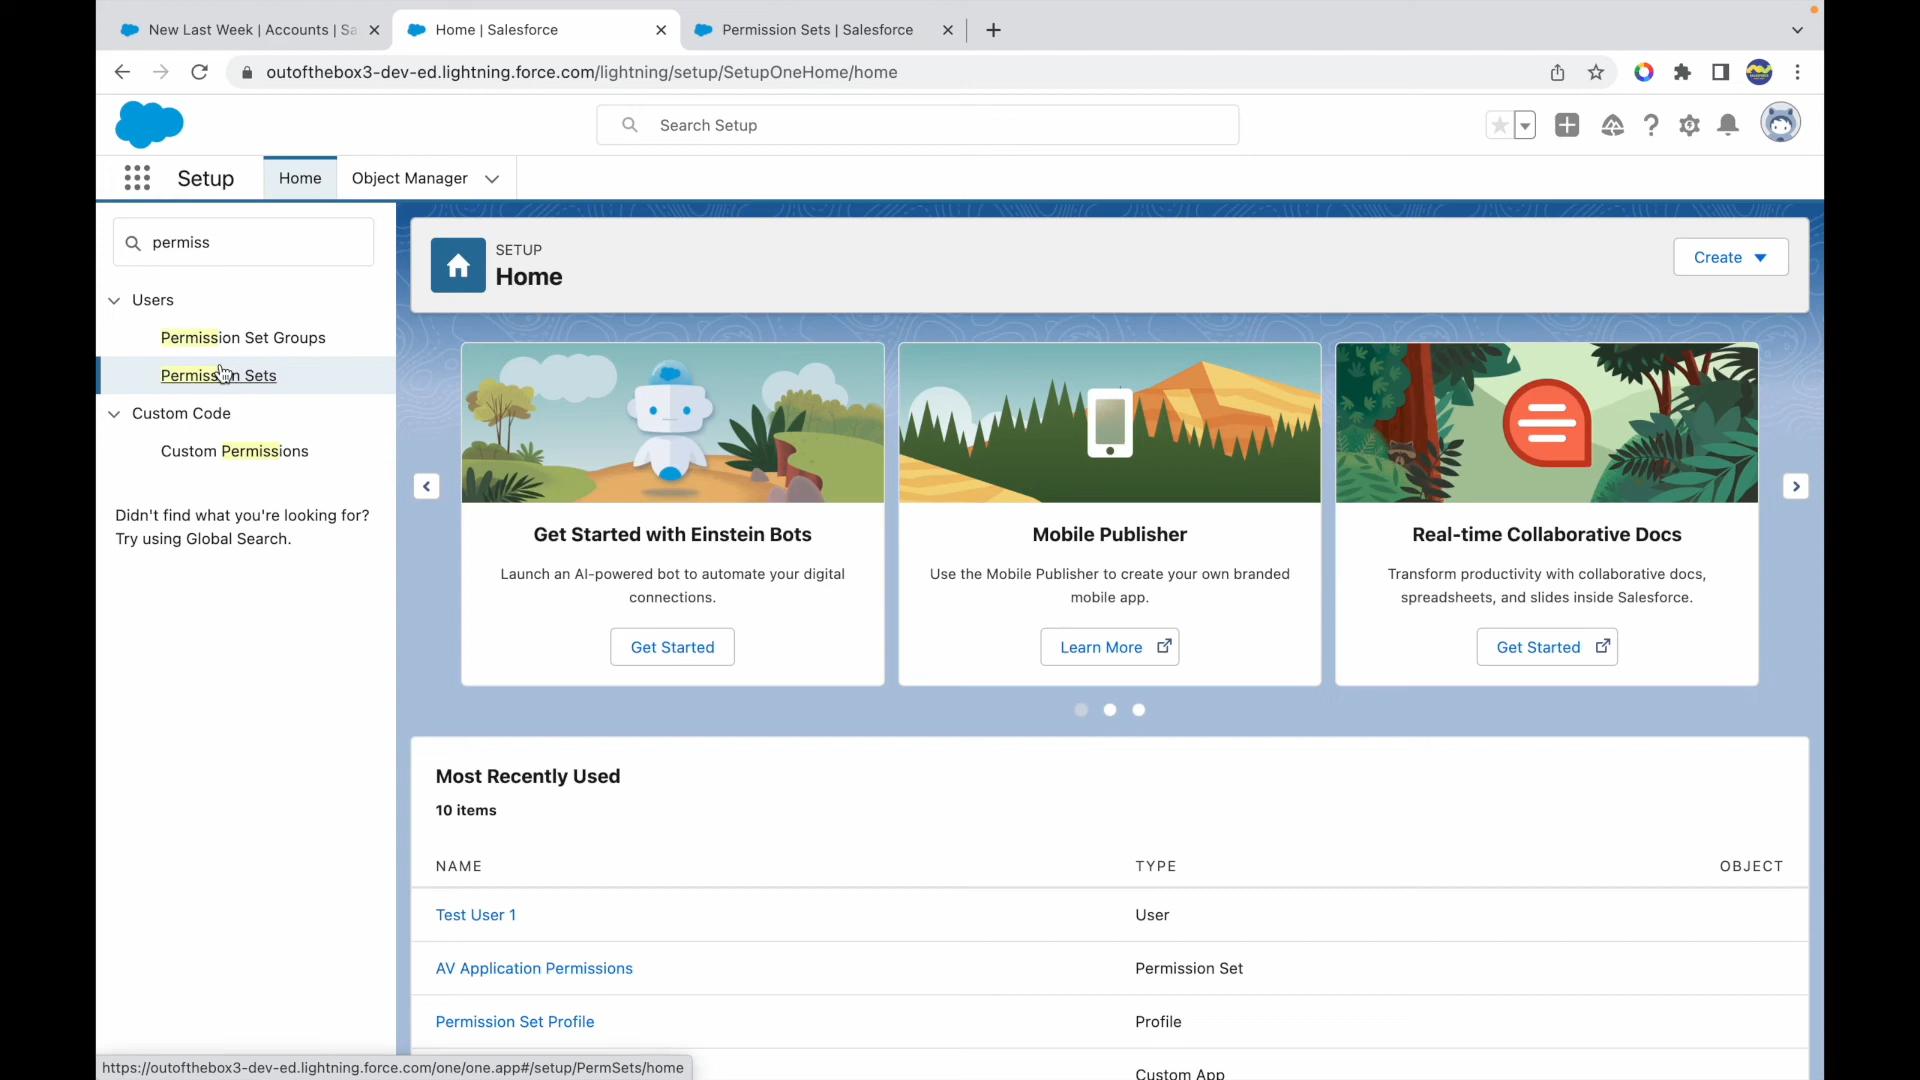 New Last Week | Accounts | Sa
Home | Salesforce
Permission Sets | Salesforce
outofthebox3-dev-ed.lightning.force.com/lightning/setup/SetupOneHome/home
Search Setup
Setup
Home
Object Manager
permiss
Users
Permission Set Groups
Permission Sets
Custom Code
Custom Permissions
Didn't find what you're looking for?
Try using Global Search.
SETUP
Home
Create
Get Started with Einstein Bots
Launch an AI-powered bot to automate your digital
connections.
Get Started
Mobile Publisher
Use the Mobile Publisher to create your own branded
mobile app.
Learn More
Real-time Collaborative Docs
Transform productivity with collaborative docs,
spreadsheets, and slides inside Salesforce.
Get Started
Most Recently Used
10 items
NAME TYPE OBJECT
Test User 1 User
AV Application Permissions Permission Set
Permission Set Profile Profile
Custom App
https://outofthebox3-dev-ed.lightning.force.com/one/one.app#/setup/PermSets/home